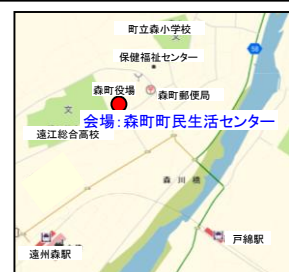 町立森小学校
保健福祉センター
58
森町役場
森町郵便局
文
会場:森町町民生活センター
遠江総合高校
森川橋
戸綿駅
遠州森駅